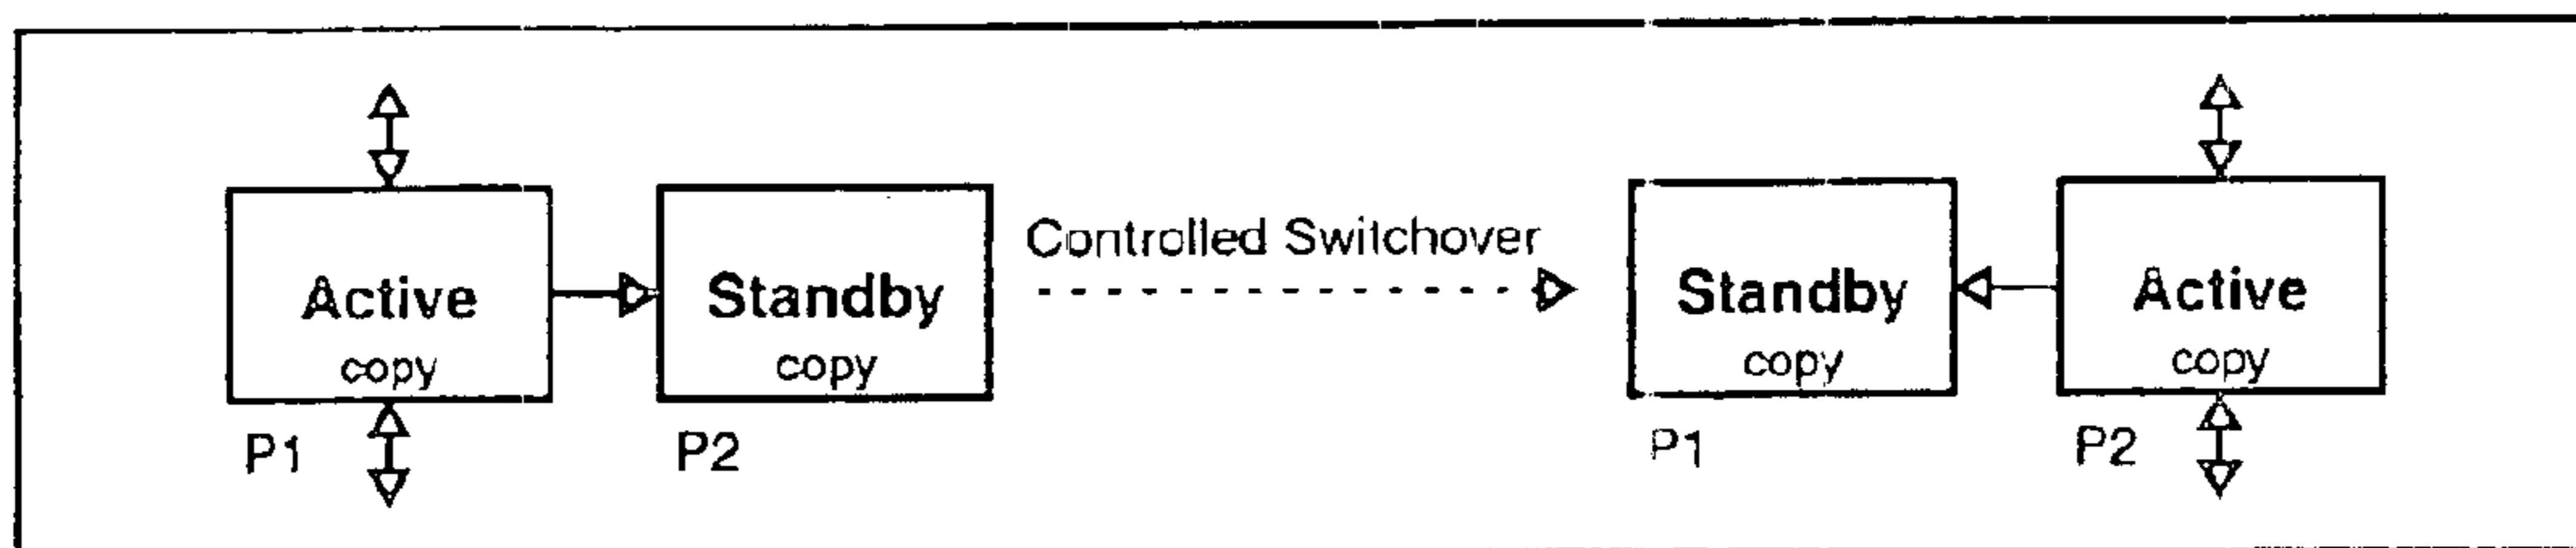 Controlled Switchover
Active
copy
Standby
copy
Standby
copy
Active
copy
P1
P2
P1
P2